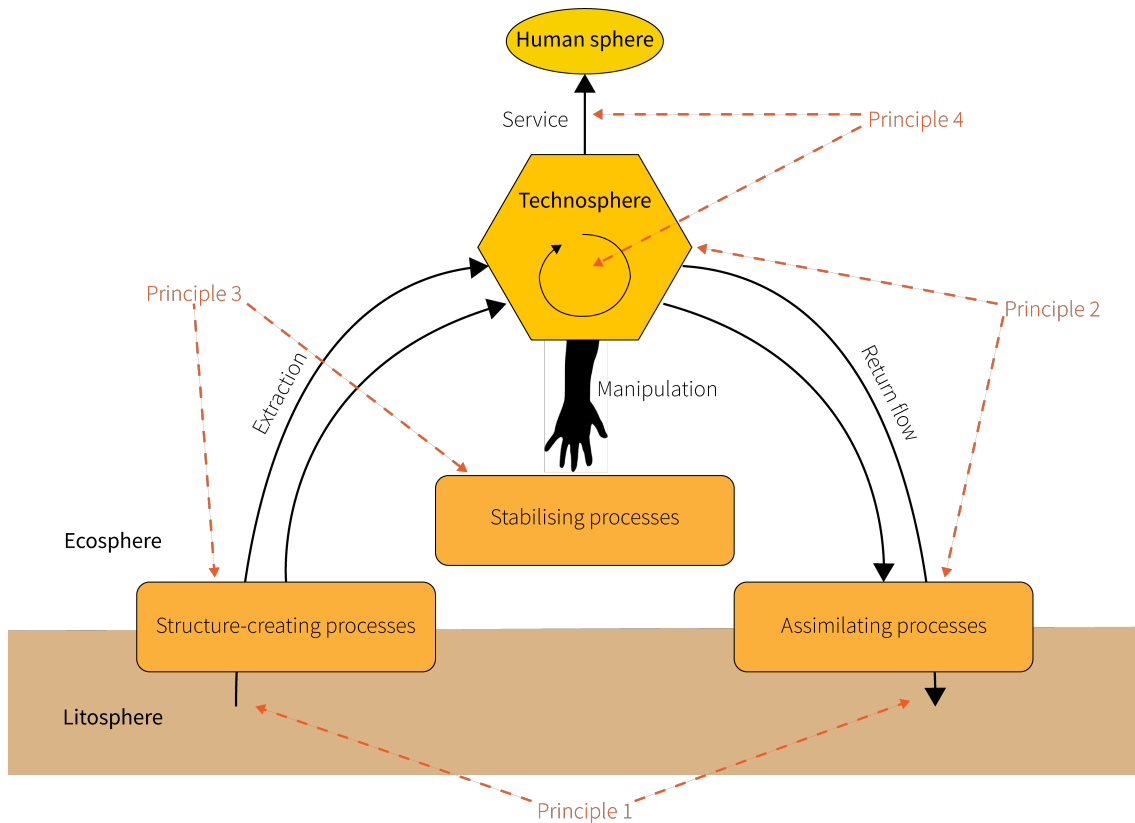 Human sphere
Service
Principle 4
Technosphere
Principle 3
Principle 2
Extraction
Manipulation
Return flow
Stabilising processes
Ecosphere
Structure-creating processes
Assimilating processes
Litosphere
Principle 1